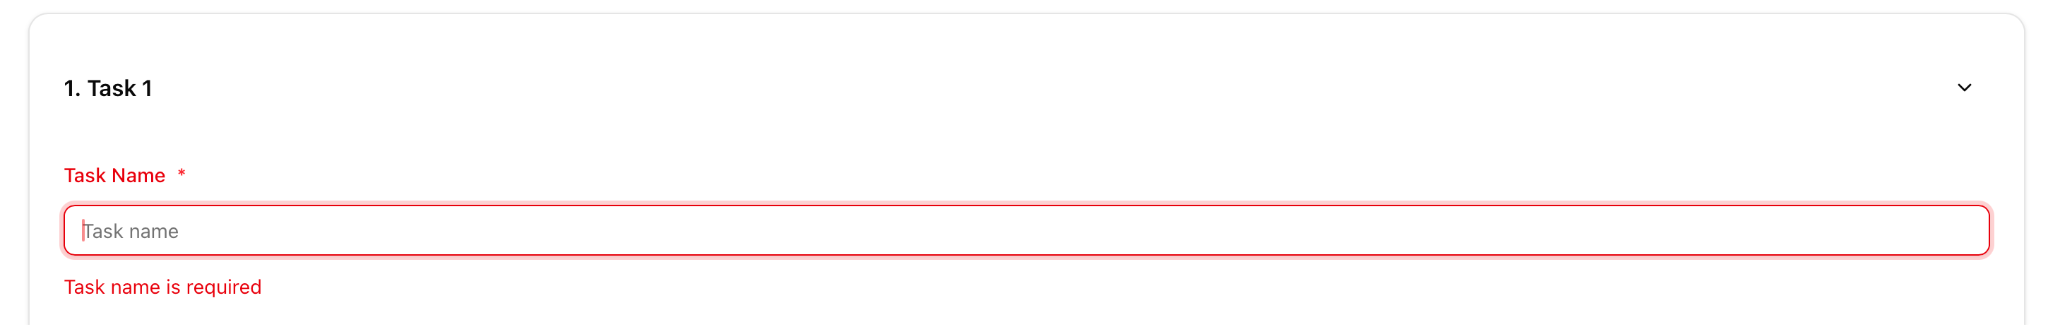 1. Task 1
Task Name *
Task name
Task name is required